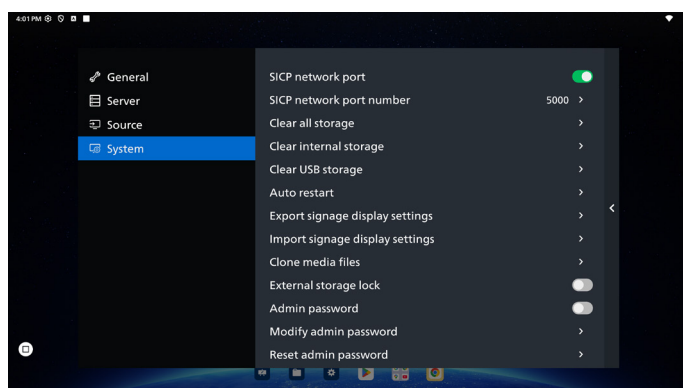 4:01 PM
General
Server
Source
System
SICP network port
SICP network port number 5000
Clear all storage
Clear internal storage
Clear USB storage
Auto restart
Export signage display settings
Import signage display settings
Clone media files
External storage lock
Admin password
Modify admin password
Reset admin password